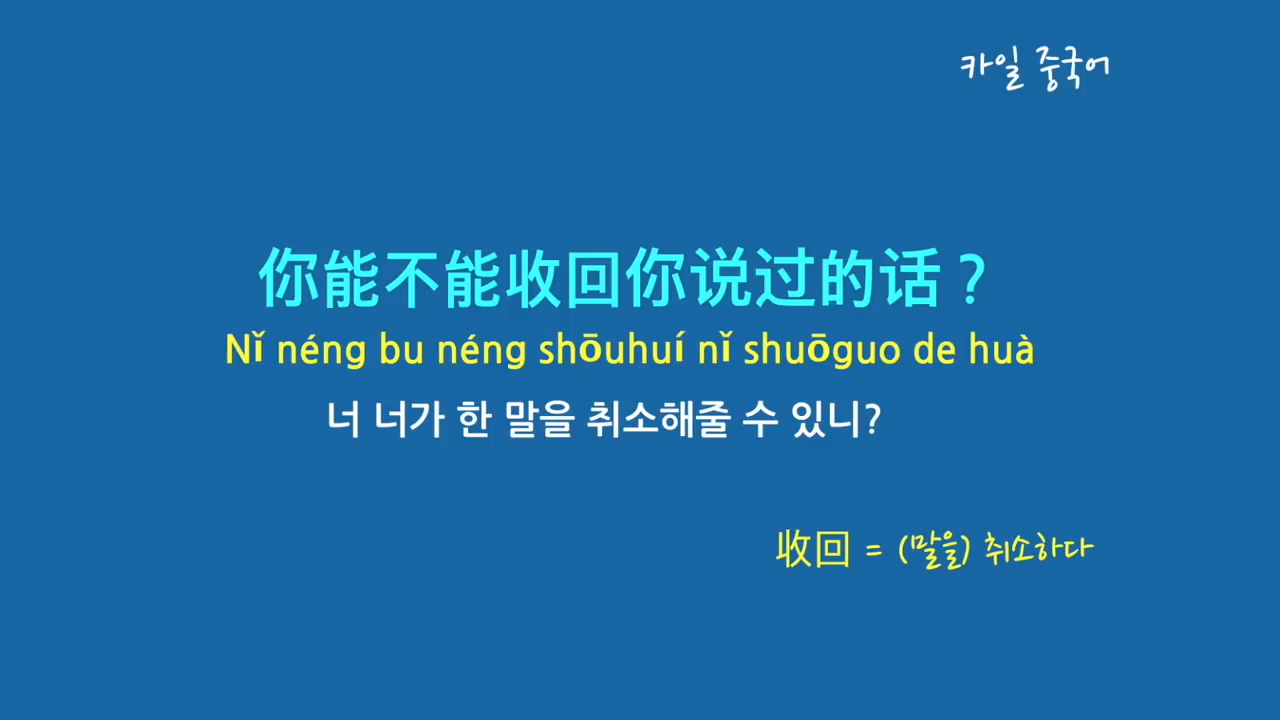 카일 중국어
你能不能收回你说过的话？
Nǐ néng bu néng shōuhuí nǐ shuōguo de huà
너 너가 한 말을 취소해줄 수 있니?
收回 = (말을) 취소하다